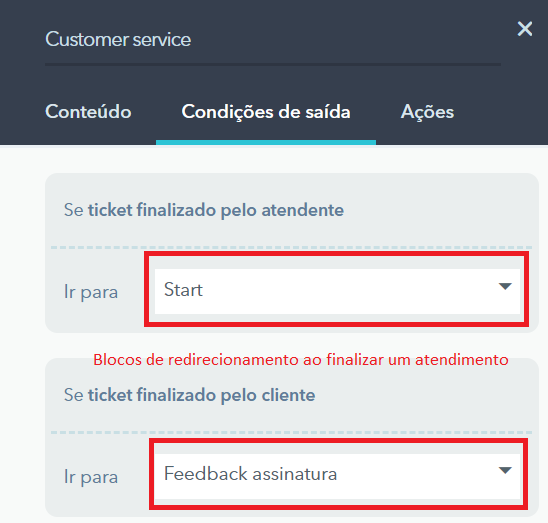 Customer service
Conteúdo Condições de saída Ações
Se ticket finalizado pelo atendente
Ir para Start
Blocos de redirecionamento ao finalizar um atendimento
Se ticket finalizado pelo cliente
Ir para Feedback assinatura